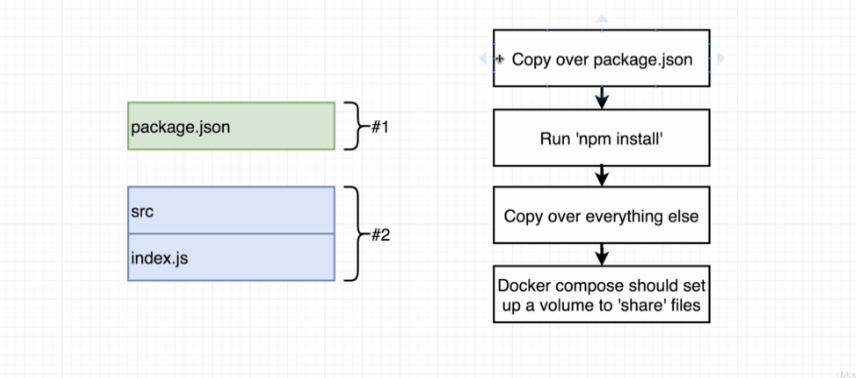 package.json
#1
src
index.js
#2
Copy over package.json
Run 'npm install'
Copy over everything else
Docker compose should set
up a volume to 'share' files